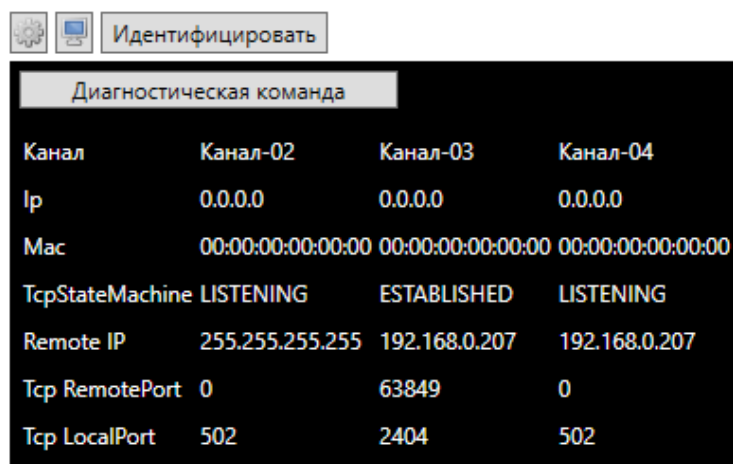 Идентифицировать
Диагностическая команда
Канал Канал-02 Канал-03 Канал-04
Ip 0.0.0.0 0.0.0.0 0.0.0.0
Mac 00:00:00:00:00:00 00:00:00:00:00:00 00:00:00:00:00:00
TcpStateMachine LISTENING ESTABLISHED LISTENING
Remote IP 255.255.255.255 192.168.0.207 192.168.0.207
Tcp RemotePort 0 63849 0
Tcp LocalPort 502 2404 502